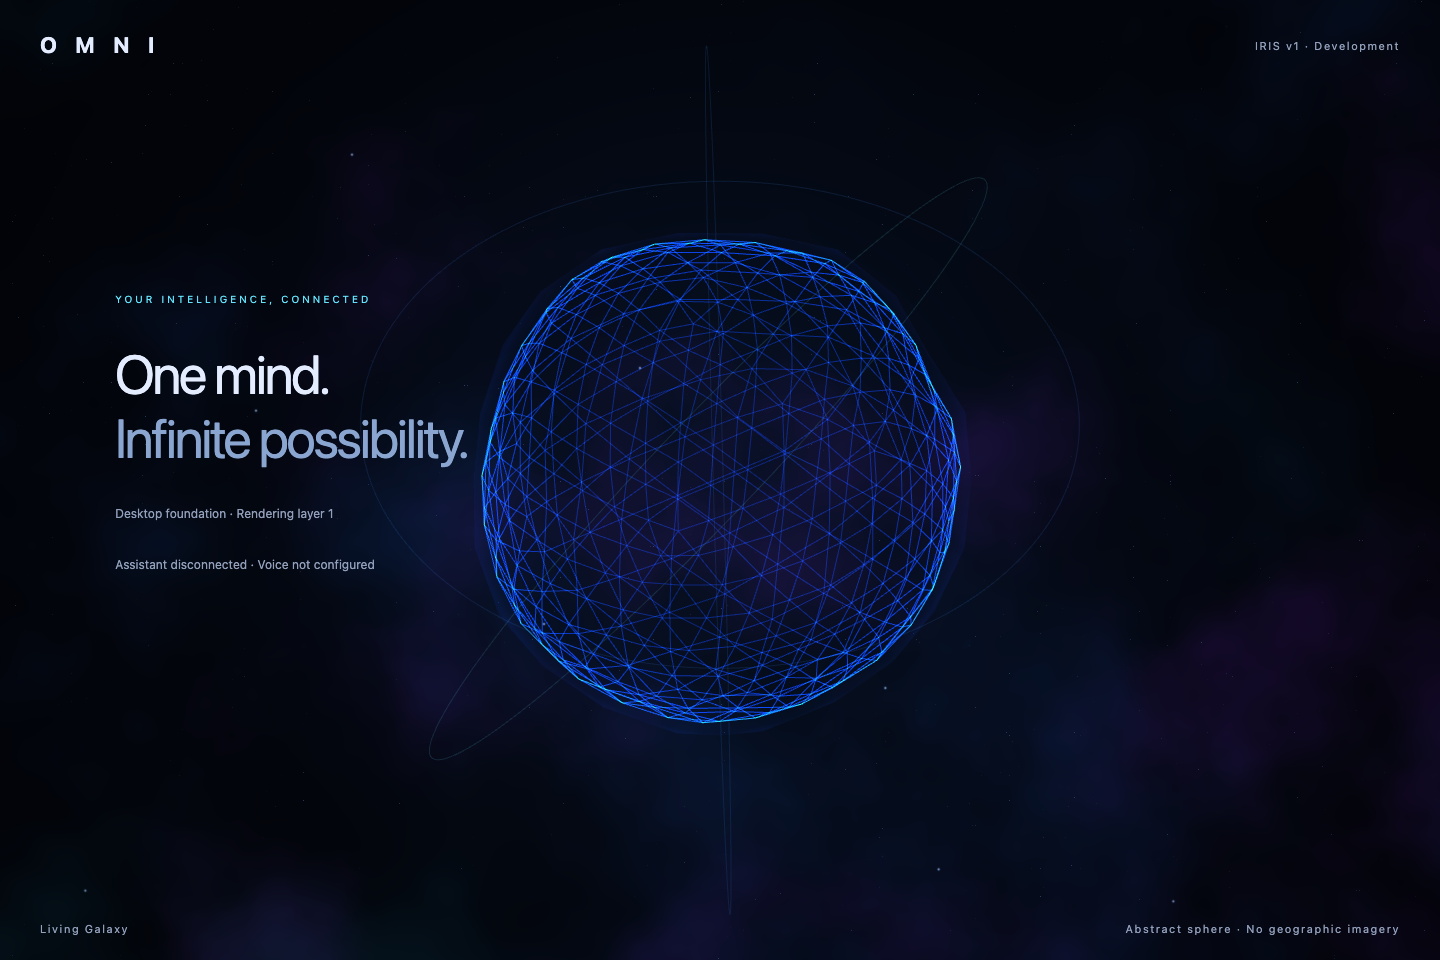 OMNI
IRIS v1 · Development
YOUR INTELLIGENCE, CONNECTED
One mind.
Infinite possibility.
Desktop foundation · Rendering layer 1
Assistant disconnected · Voice not configured
Living Galaxy
Abstract sphere · No geographic imagery